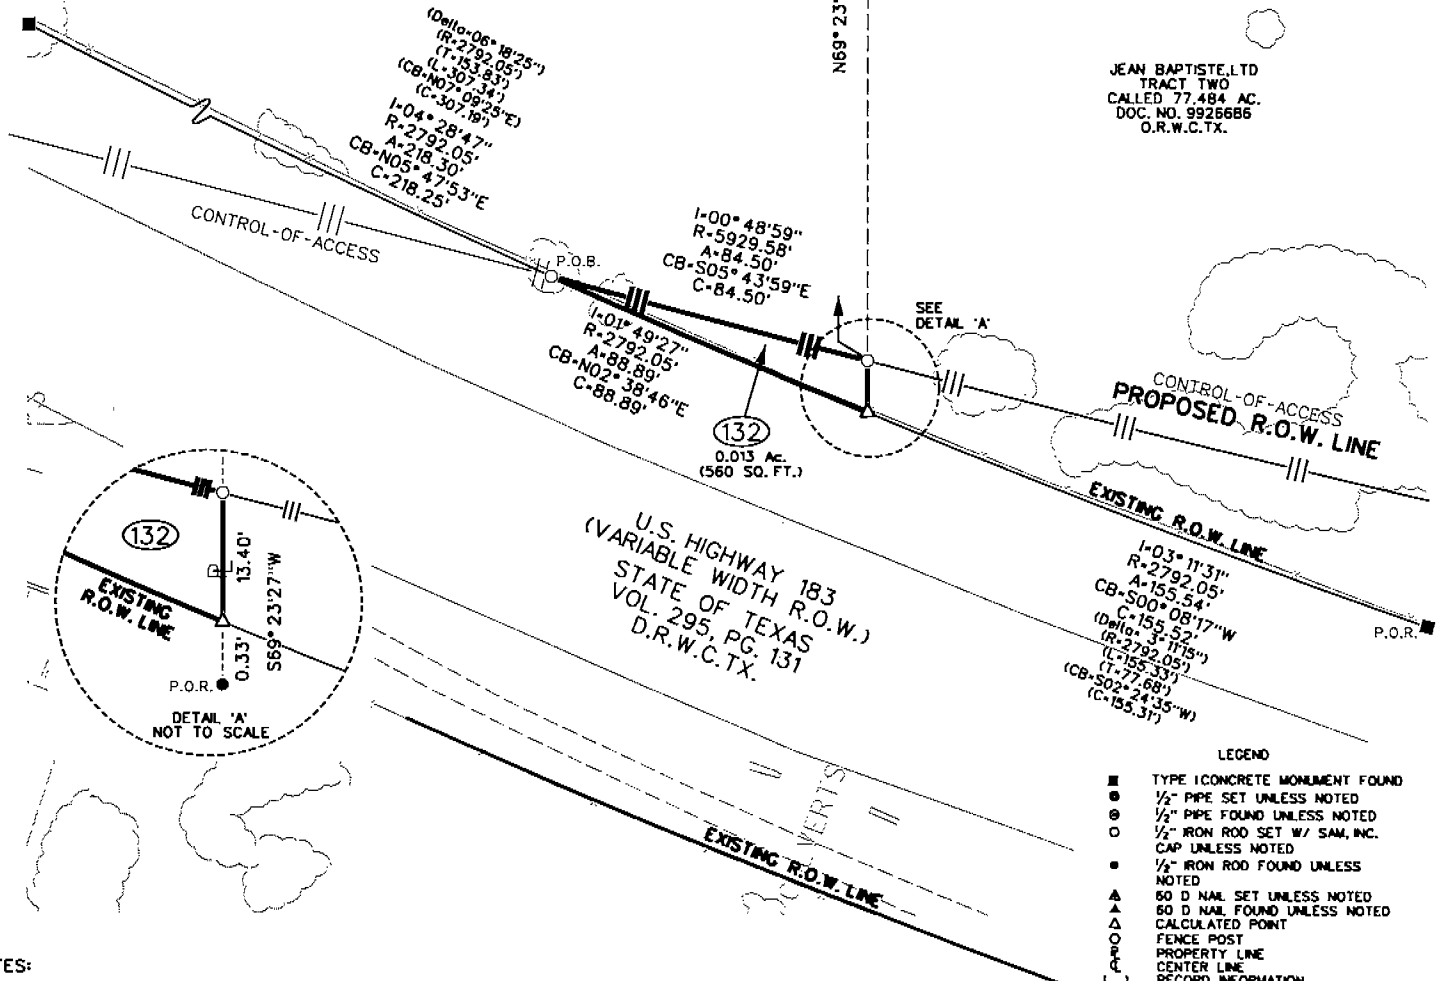 (Delta=06°18'25")
(R=2792.05')
(T=153.83')
(L=307.34')
(CB=N07°09'25"E)
(C=307.19')
I=04°28'47"
R=2792.05'
A=218.30'
CB=N05°47'53"E
C=218.25'
N69°23'
JEAN BAPTISTE,LTD
TRACT TWO
CALLED 77.484 AC.
DOC. NO. 9926686
O.R.W.C.TX.
CONTROL-OF-ACCESS
P.O.B.
I=00°48'59"
R=5929.58'
A=84.50'
CB=S05°43'59"E
C=84.50'
I=01°49'27"
R=2792.05'
A=88.89'
CB=N02°38'46"E
C=88.89'
SEE
DETAIL 'A'
132
0.013 Ac.
(560 SQ. FT.)
CONTROL-OF-ACCESS
PROPOSED R.O.W. LINE
EXISTING R.O.W. LINE
I=03°11'31"
R=2792.05'
A=155.54'
CB=S00°08'17"W
C=155.52'
(Delta= 3°11'15")
(R=2792.05')
(L=155.33')
(T=77.68')
(CB=S02°24'35"W)
(C=155.31')
P.O.R.
U.S. HIGHWAY 183
(VARIABLE WIDTH R.O.W.)
STATE OF TEXAS
VOL. 295, PG. 131
D.R.W.C.TX.
132
EXISTING
R.O.W. LINE
13.40'
0.33'
S69°23'27"W
P.O.R.
DETAIL 'A'
NOT TO SCALE
VERTS
EXISTING R.O.W. LINE
LEGEND
TYPE I CONCRETE MONUMENT FOUND
1/2" PIPE SET UNLESS NOTED
1/2" PIPE FOUND UNLESS NOTED
1/2" IRON ROD SET W/ SAM, INC.
CAP UNLESS NOTED
1/2" IRON ROD FOUND UNLESS
NOTED
60 D NAIL SET UNLESS NOTED
60 D NAIL FOUND UNLESS NOTED
CALCULATED POINT
FENCE POST
PROPERTY LINE
CENTER LINE
RECORD INFORMATION
TES: